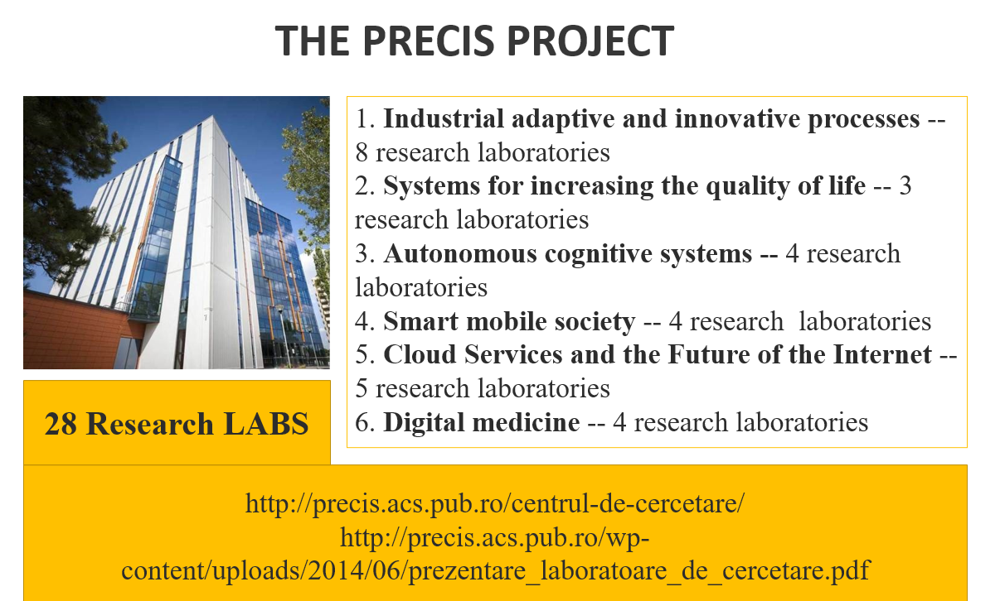 THE PRECIS PROJECT
1. Industrial adaptive and innovative processes --
8 research laboratories
2. Systems for increasing the quality of life -- 3
research laboratories
3. Autonomous cognitive systems -- 4 research
laboratories
4. Smart mobile society -- 4 research  laboratories
5. Cloud Services and the Future of the Internet --
5 research laboratories
6. Digital medicine -- 4 research laboratories
28 Research LABS
http://precis.acs.pub.ro/centrul-de-cercetare/
http://precis.acs.pub.ro/wp-
content/uploads/2014/06/prezentare_laboratoare_de_cercetare.pdf